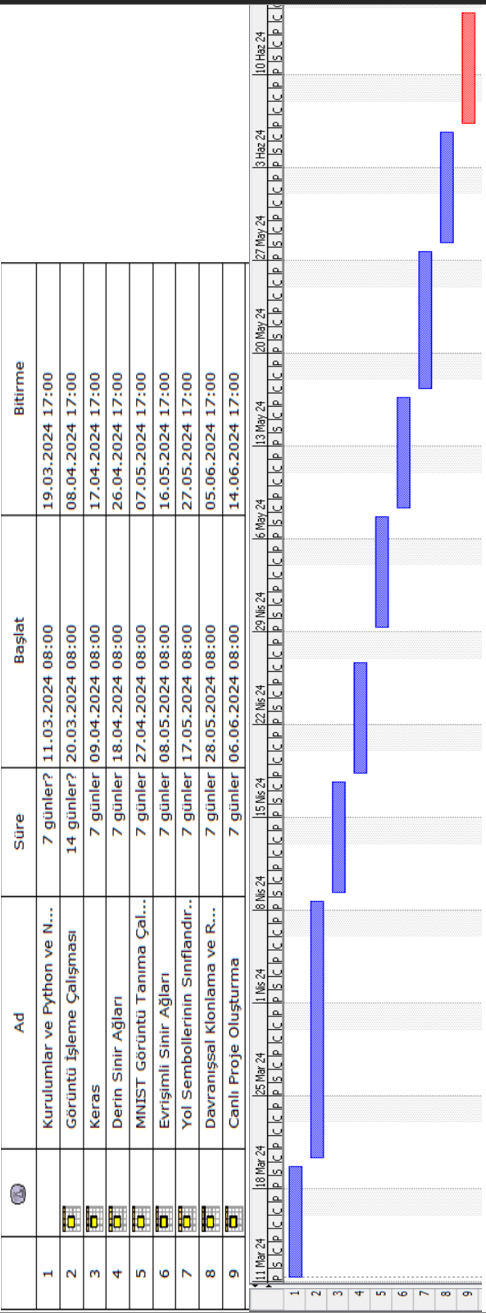 Ad Süre Başlat Bitirme
1 Kurulumlar ve Python ve N... 7 günler? 11.03.2024 08:00 19.03.2024 17:00
2 Görüntü İşleme Çalışması 14 günler? 20.03.2024 08:00 08.04.2024 17:00
3 Keras 7 günler 09.04.2024 08:00 17.04.2024 17:00
4 Derin Sinir Ağları 7 günler 18.04.2024 08:00 26.04.2024 17:00
5 MNIST Görüntü Tanıma Çal... 7 günler 27.04.2024 08:00 07.05.2024 17:00
6 Evrişimli Sinir Ağları 7 günler 08.05.2024 08:00 16.05.2024 17:00
7 Yol Sembollerinin Sınıflandır... 7 günler 17.05.2024 08:00 27.05.2024 17:00
8 Davranışsal Klonlama ve R... 7 günler 28.05.2024 08:00 05.06.2024 17:00
9 Canlı Proje Oluşturma 7 günler 06.06.2024 08:00 14.06.2024 17:00
11 Mar 24 18 Mar 24 25 Mar 24 1 Nis 24 8 Nis 24 15 Nis 24 22 Nis 24 29 Nis 24 6 May 24 13 May 24 20 May 24 27 May 24 3 Haz 24 10 Haz 24
1
2
3
4
5
6
7
8
9